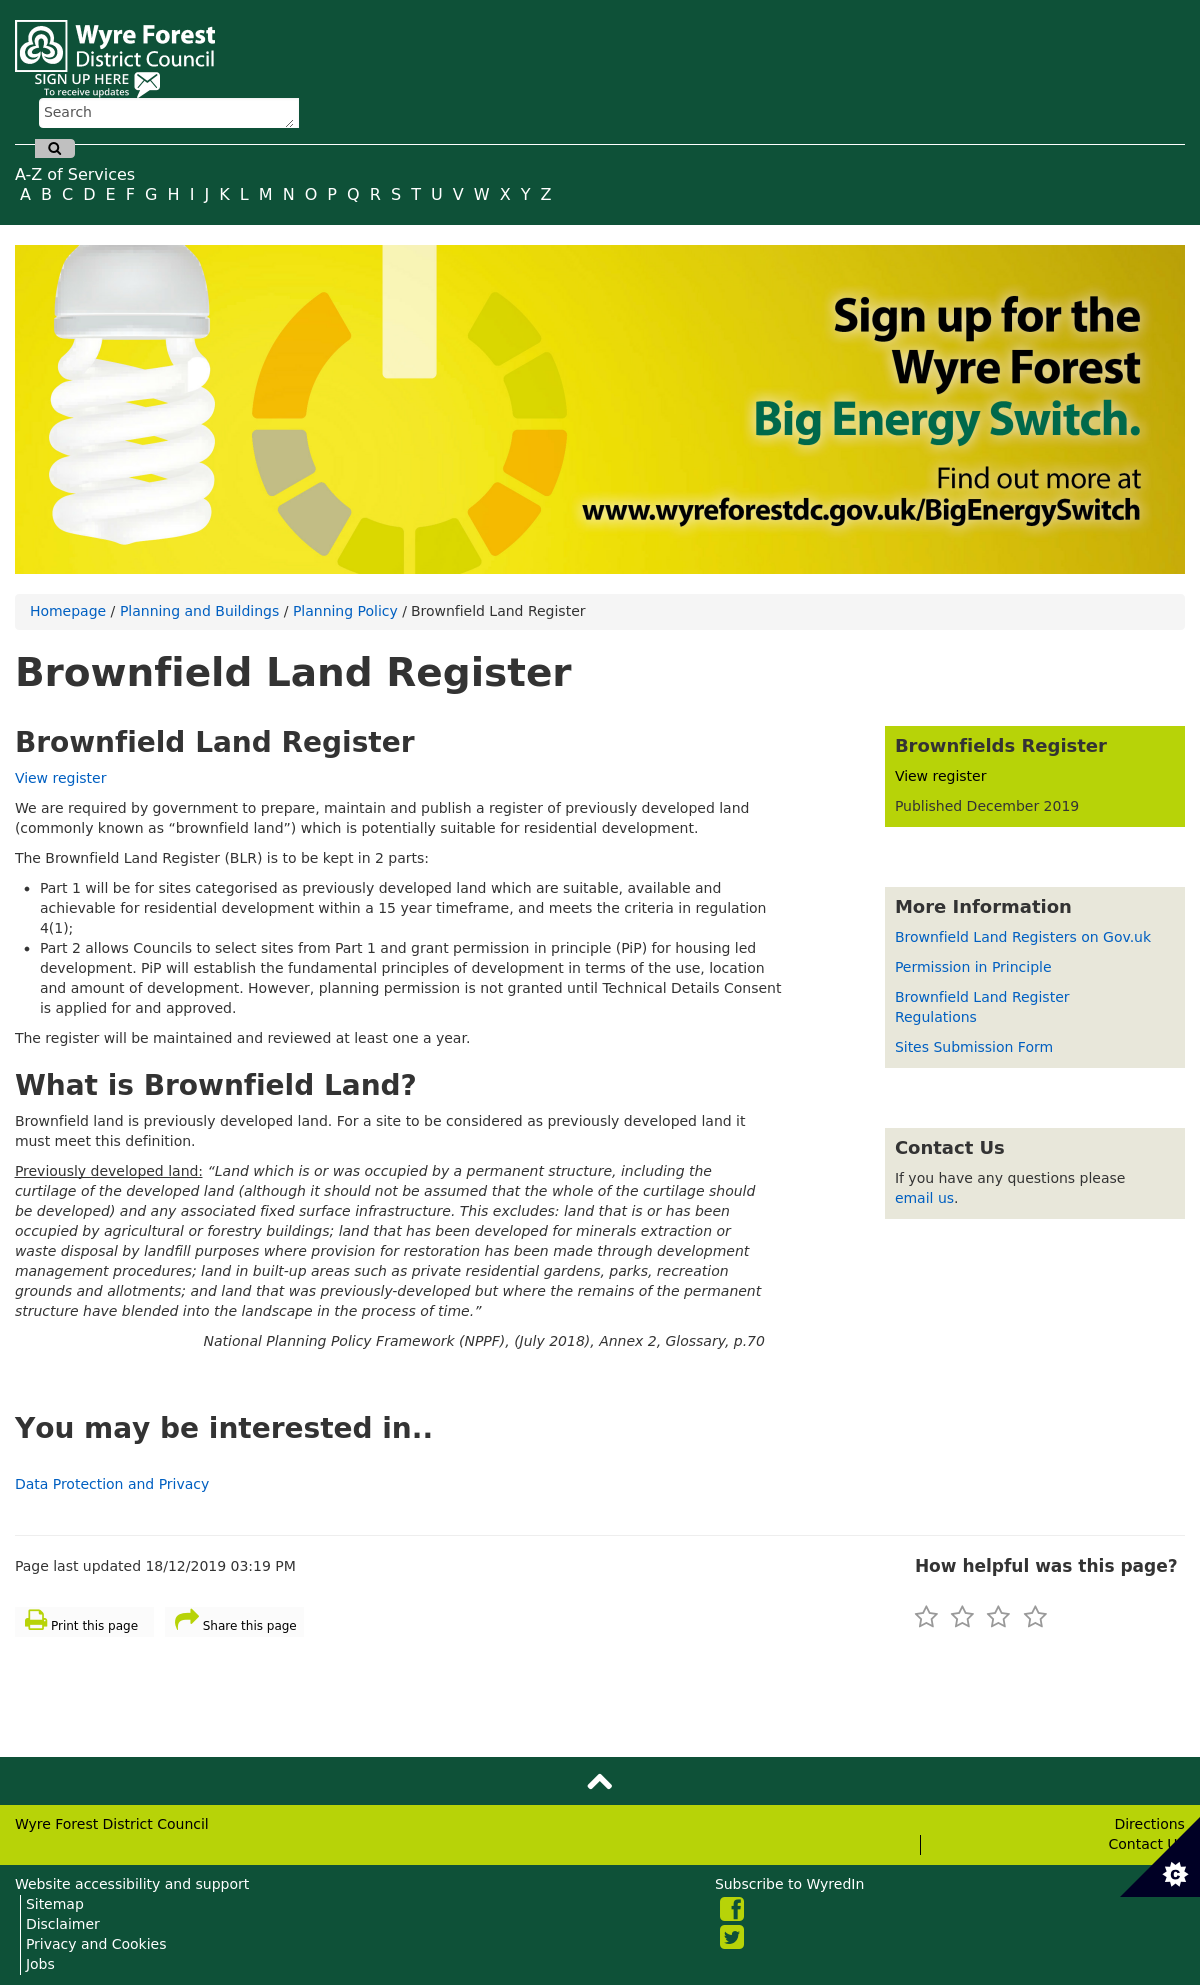 Wyre Forest
District Council
SIGN UP HERE
To receive updates
Search
A-Z of Services
A B C D E F G H I J K L M N O P Q R S T U V W X Y Z
Sign up for the
Wyre Forest
Big Energy Switch.
Find out more at
www.wyreforestdc.gov.uk/BigEnergySwitch
Homepage / Planning and Buildings / Planning Policy / Brownfield Land Register
Brownfield Land Register
Brownfield Land Register
View register
We are required by government to prepare, maintain and publish a register of previously developed land
(commonly known as “brownfield land”) which is potentially suitable for residential development.
The Brownfield Land Register (BLR) is to be kept in 2 parts:
• Part 1 will be for sites categorised as previously developed land which are suitable, available and
achievable for residential development within a 15 year timeframe, and meets the criteria in regulation
4(1);
• Part 2 allows Councils to select sites from Part 1 and grant permission in principle (PiP) for housing led
development. PiP will establish the fundamental principles of development in terms of the use, location
and amount of development. However, planning permission is not granted until Technical Details Consent
is applied for and approved.
The register will be maintained and reviewed at least one a year.
What is Brownfield Land?
Brownfield land is previously developed land. For a site to be considered as previously developed land it
must meet this definition.
Previously developed land: “Land which is or was occupied by a permanent structure, including the
curtilage of the developed land (although it should not be assumed that the whole of the curtilage should
be developed) and any associated fixed surface infrastructure. This excludes: land that is or has been
occupied by agricultural or forestry buildings; land that has been developed for minerals extraction or
waste disposal by landfill purposes where provision for restoration has been made through development
management procedures; land in built-up areas such as private residential gardens, parks, recreation
grounds and allotments; and land that was previously-developed but where the remains of the permanent
structure have blended into the landscape in the process of time.”
National Planning Policy Framework (NPPF), (July 2018), Annex 2, Glossary, p.70
Brownfields Register
View register
Published December 2019
More Information
Brownfield Land Registers on Gov.uk
Permission in Principle
Brownfield Land Register
Regulations
Sites Submission Form
Contact Us
If you have any questions please
email us.
You may be interested in..
Data Protection and Privacy
Page last updated 18/12/2019 03:19 PM
Print this page
Share this page
How helpful was this page?
Wyre Forest District Council
Directions
Contact U
Website accessibility and support
Sitemap
Disclaimer
Privacy and Cookies
Jobs
Subscribe to WyredIn